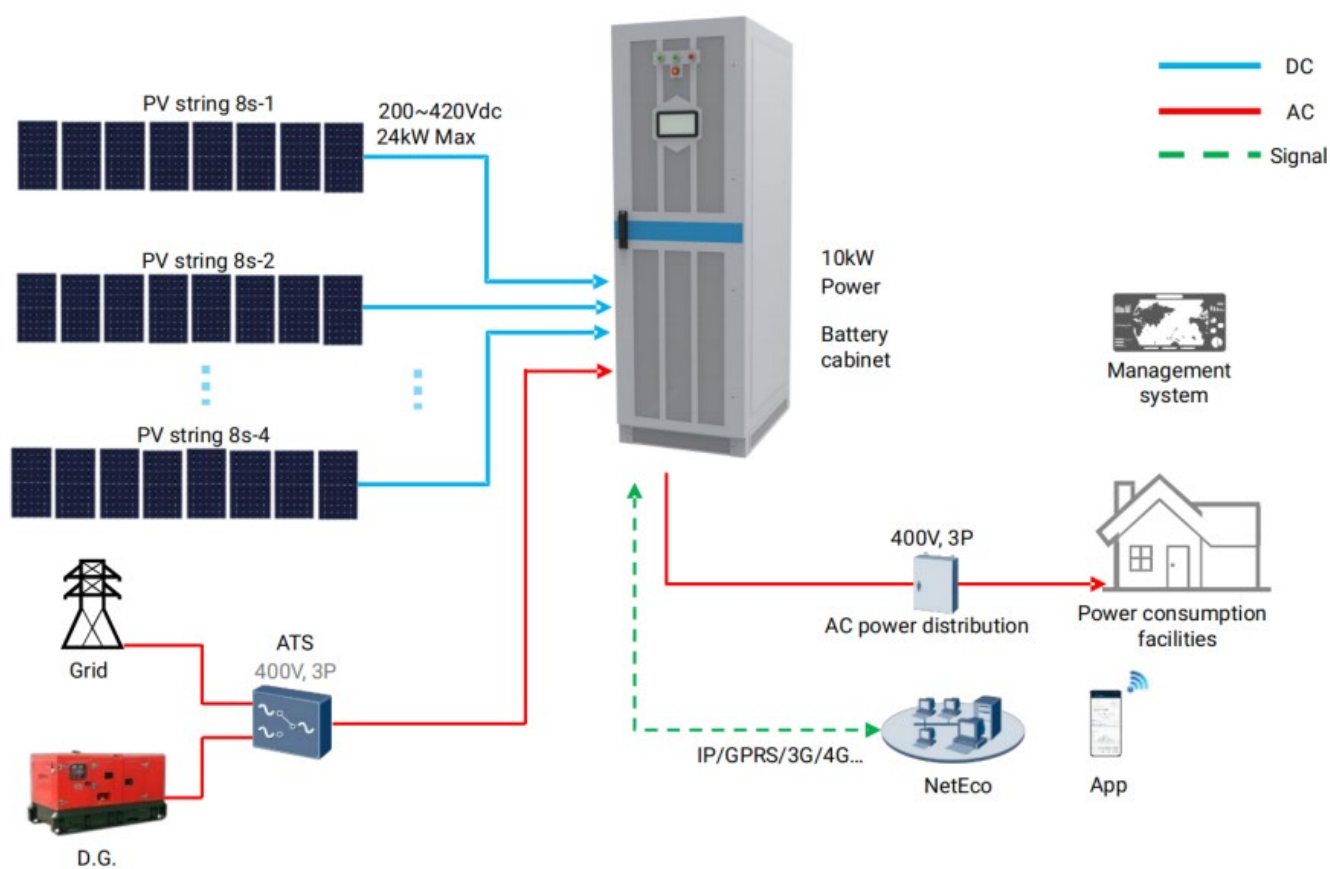 PV string 8s-1
200~420Vdc
24kW Max
DC
AC
Signal
PV string 8s-2
10kW
Power
Battery
cabinet
Management
system
PV string 8s-4
400V, 3P
AC power distribution
Power consumption
facilities
Grid
ATS
400V, 3P
IP/GPRS/3G/4G...
NetEco
App
D.G.